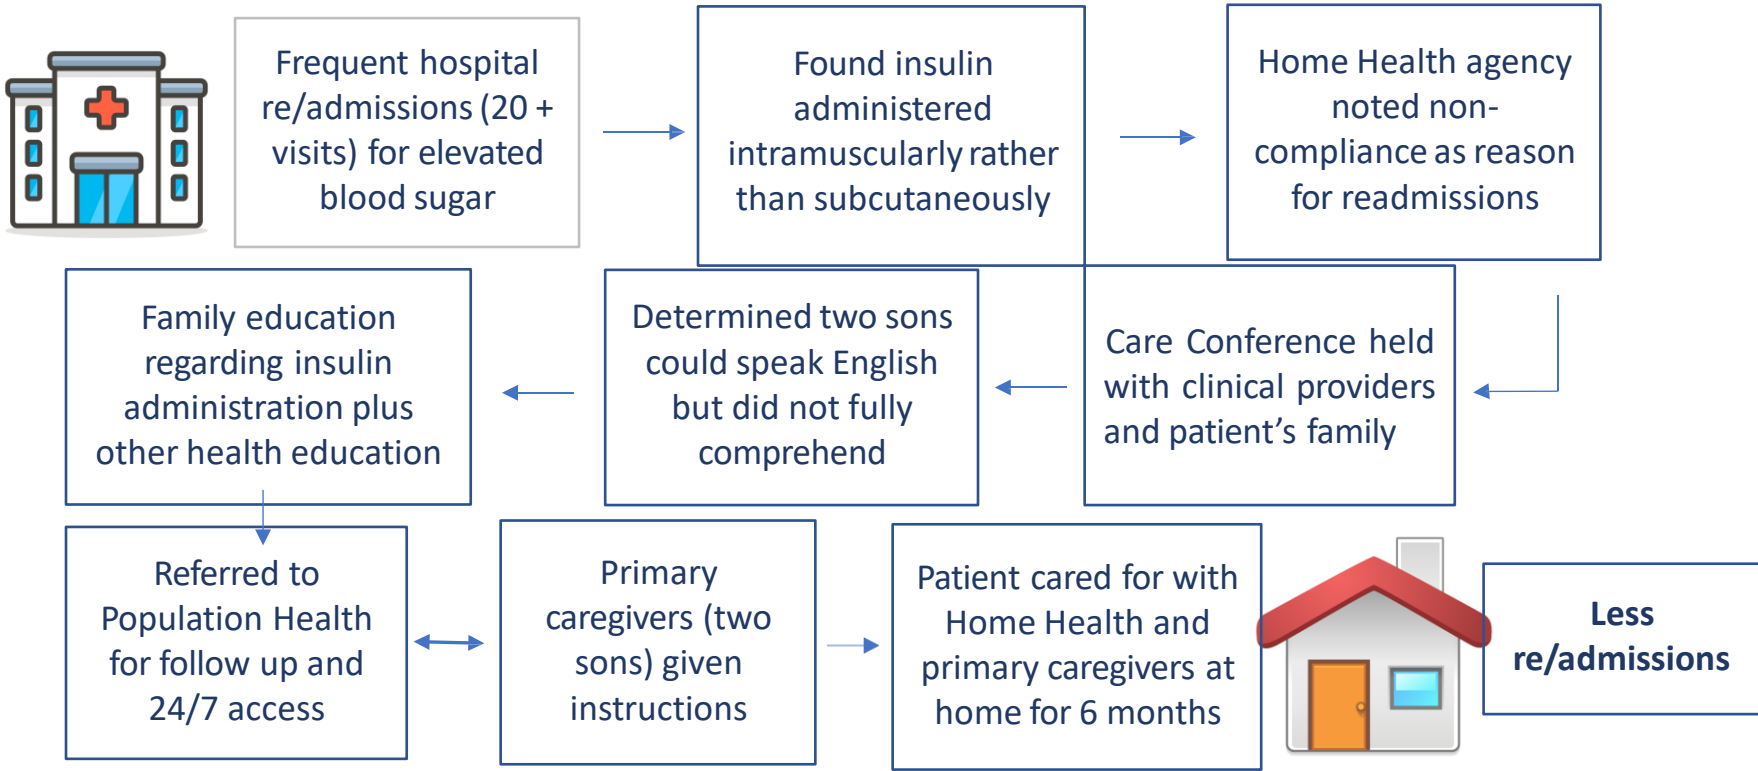 Frequent hospital
re/admissions (20 +
visits) for elevated
blood sugar
Found insulin
administered
intramuscularly rather
than subcutaneously
Home Health agency
noted non-
compliance as reason
for readmissions
Care Conference held
with clinical providers
and patient’s family
Determined two sons
could speak English
but did not fully
comprehend
Family education
regarding insulin
administration plus
other health education
Referred to
Population Health
for follow up and
24/7 access
Primary
caregivers (two
sons) given
instructions
Patient cared for with
Home Health and
primary caregivers at
home for 6 months
Less
re/admissions